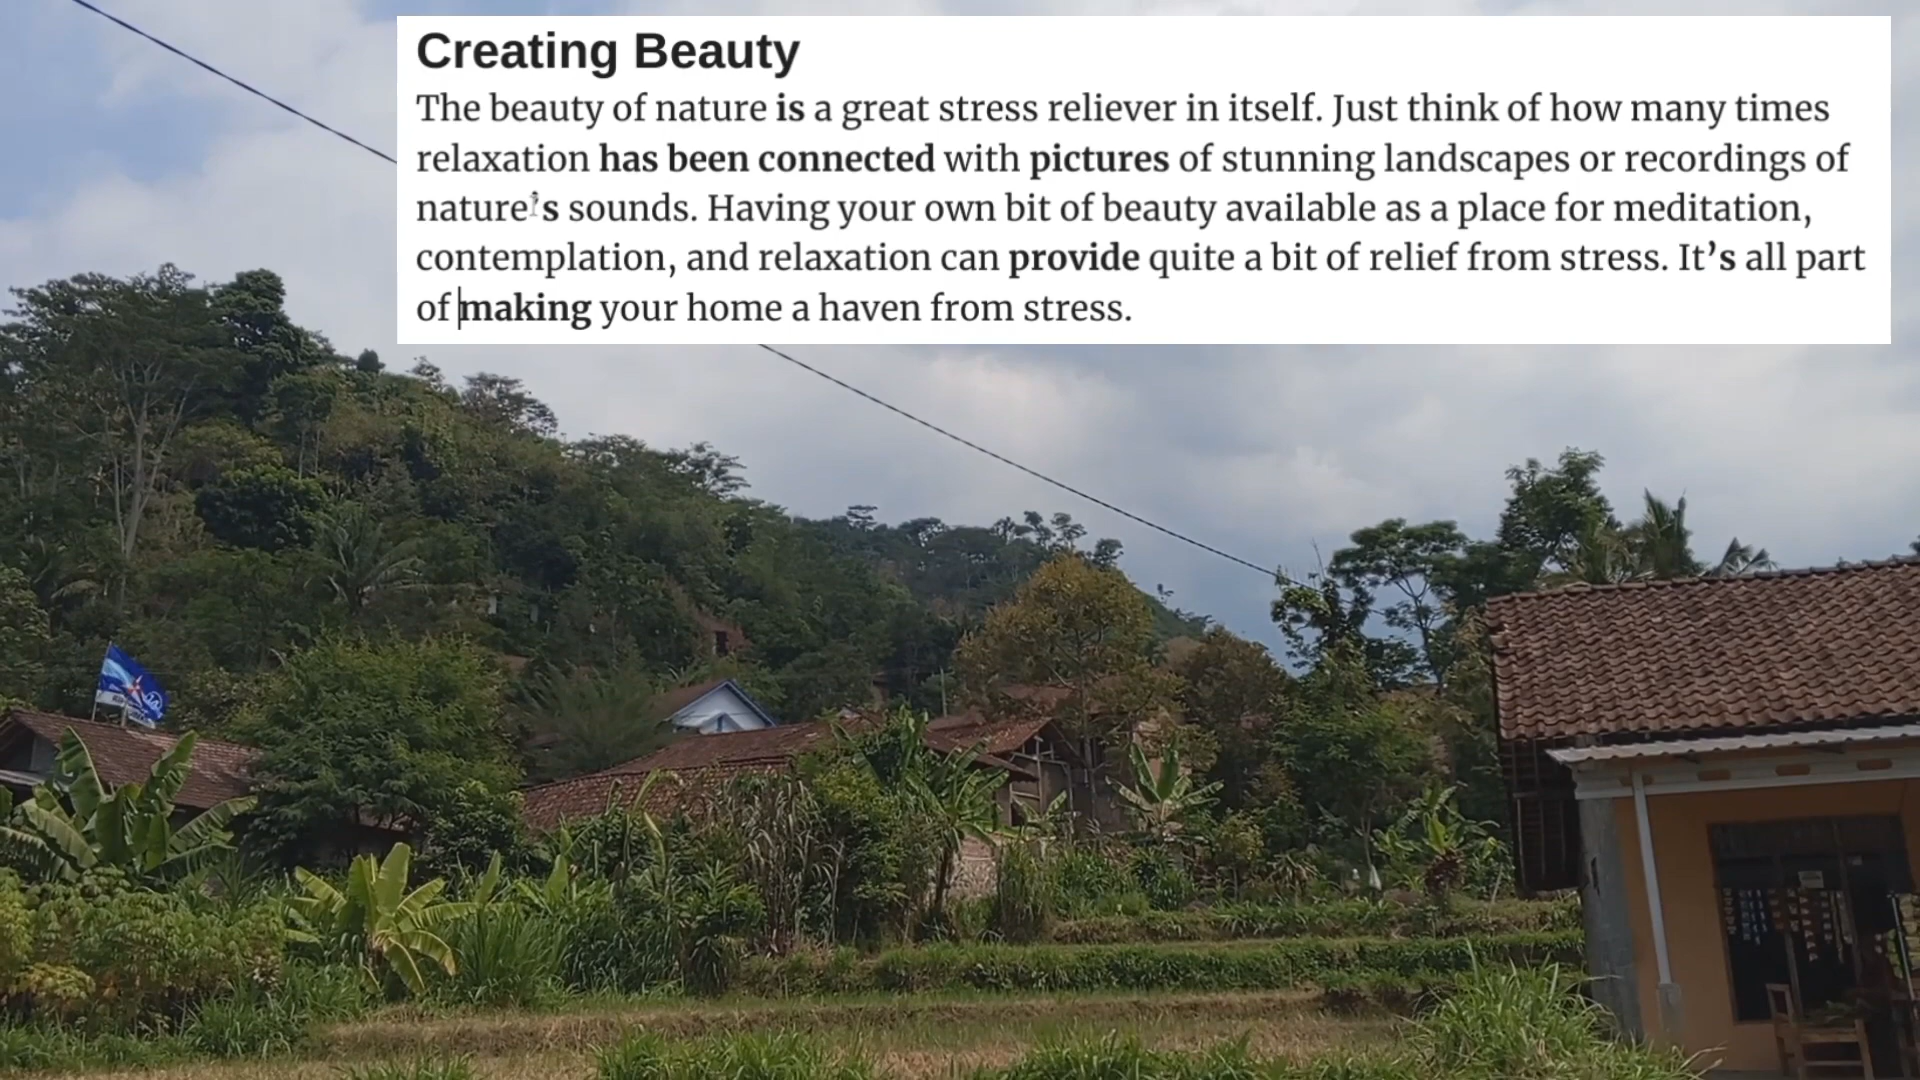 Creating Beauty
The beauty of nature is a great stress reliever in itself. Just think of how many times
relaxation has been connected with pictures of stunning landscapes or recordings of
nature’s sounds. Having your own bit of beauty available as a place for meditation,
contemplation, and relaxation can provide quite a bit of relief from stress. It’s all part
of making your home a haven from stress.